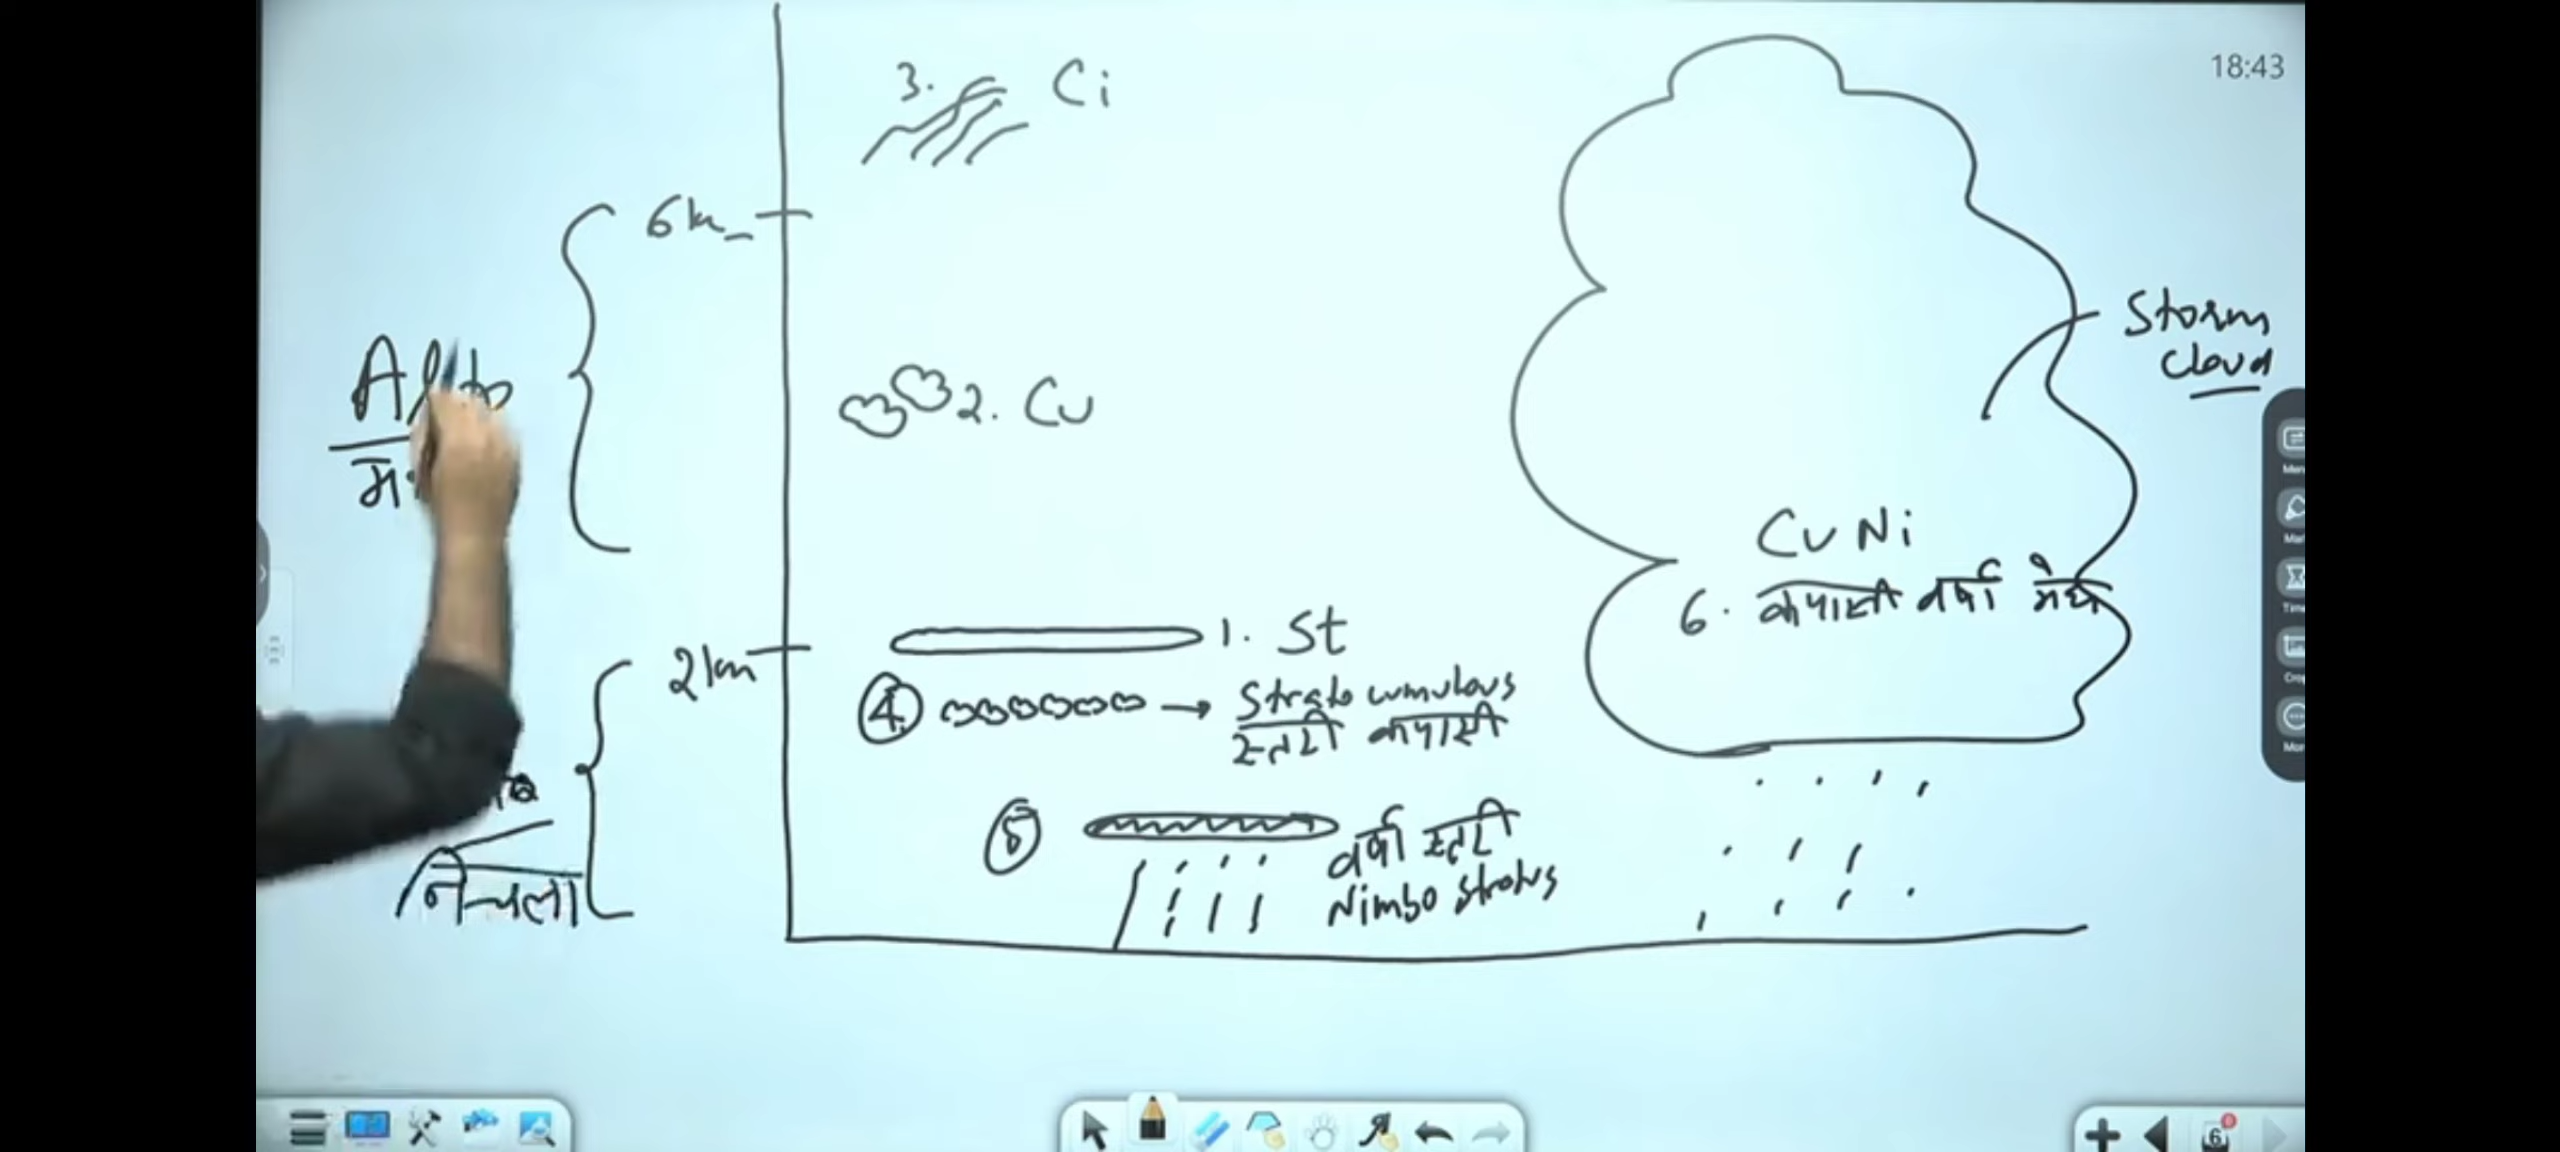 18:43
3. Ci
6km
Storm
Cloud
Alto
2. Cu
CuNi
6. कपासी वर्षा मेघ
1. St
2km
4. → Strato cumulous
स्तरी कपासी
5 वर्षा स्तरी
Nimbo stratus
निचला
6